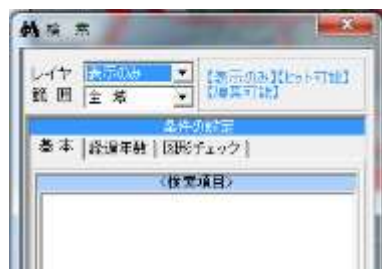 検 索
レイヤ 表示のみ 【表示のみ】【ヒット可能】
範 囲 全 域 【編集可能】
条件の設定
基 本 経過年数 図形チェック
<検索項目>